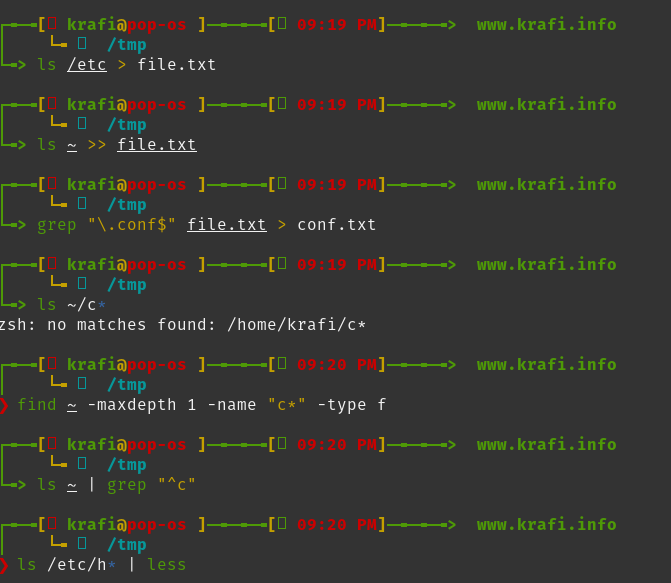 [ krafi@pop-os ]─────[ 09:19 PM]─────> www.krafi.info
/tmp
> ls /etc > file.txt
[ krafi@pop-os ]─────[ 09:19 PM]─────> www.krafi.info
/tmp
> ls ~ >> file.txt
[ krafi@pop-os ]─────[ 09:19 PM]─────> www.krafi.info
/tmp
> grep "\.conf$" file.txt > conf.txt
[ krafi@pop-os ]─────[ 09:19 PM]─────> www.krafi.info
/tmp
> ls ~/c*
zsh: no matches found: /home/krafi/c*
[ krafi@pop-os ]─────[ 09:20 PM]─────> www.krafi.info
/tmp
❯ find ~ -maxdepth 1 -name "c*" -type f
[ krafi@pop-os ]─────[ 09:20 PM]─────> www.krafi.info
/tmp
> ls ~ | grep "^c"
[ krafi@pop-os ]─────[ 09:20 PM]─────> www.krafi.info
/tmp
❯ ls /etc/h* | less